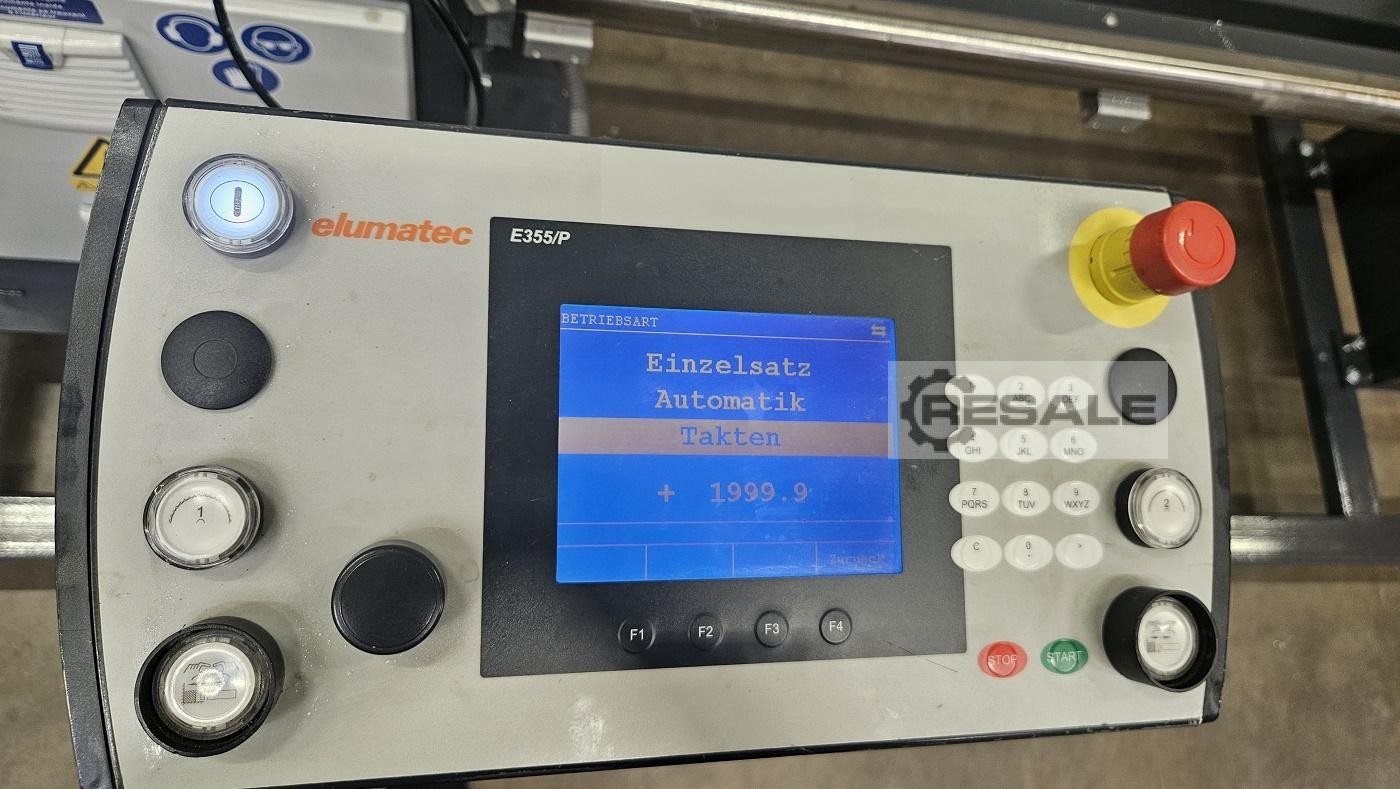 elumatec
E355/P
BETRIEBSART
Einzelsatz
Automatik
Takten
+ 1999.9
Zurueck
F1 F2 F3 F4
RESALE
2 3
ABC DEF
4 5 6
GHI JKL MNO
7 8 9
PQRS TUV WXYZ
C 0 >
.
STOP START
1
2